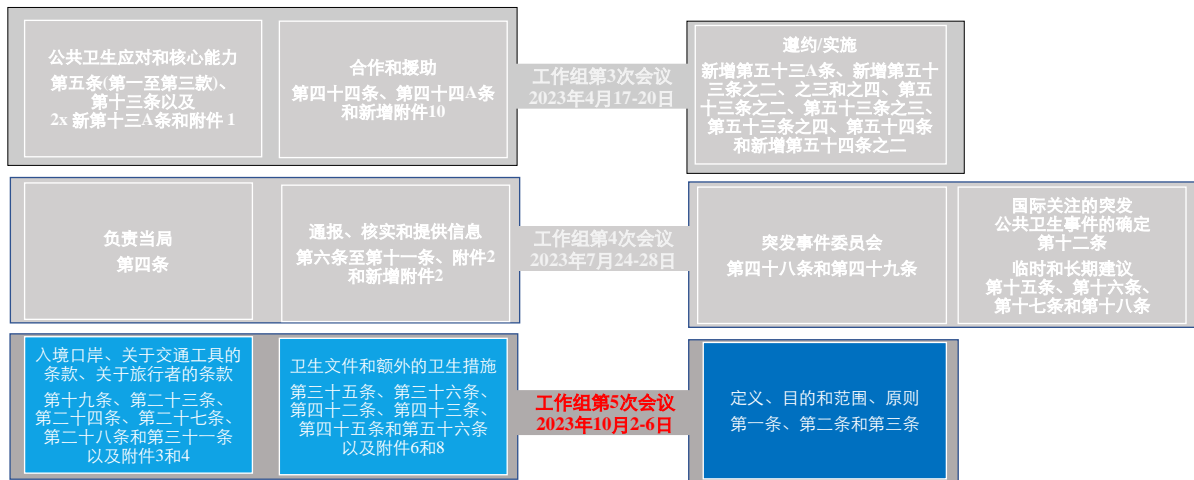 公共卫生应对和核心能力
第五条(第一至第三款)、
第十三条以及
2x 新第十三A条和附件 1
合作和援助
第四十四条、第四十四A条
和新增附件10
工作组第3次会议
2023年4月17-20日
遵约/实施
新增第五十三A条、新增第五十
三条之二、之三和之四、第五
十三条之二、第五十三条之三、
第五十三条之四、第五十四条
和新增第五十四条之二
负责当局
第四条
通报、核实和提供信息
第六条至第十一条、附件2
和新增附件2
工作组第4次会议
2023年7月24-28日
突发事件委员会
第四十八条和第四十九条
国际关注的突发
公共卫生事件的确定
第十二条
临时和长期建议
第十五条、第十六条、
第十七条和第十八条
入境口岸、关于交通工具的
条款、关于旅行者的条款
第十九条、第二十三条、
第二十四条、第二十七条、
第二十八条和第三十一条
以及附件3和4
卫生文件和额外的卫生措施
第三十五条、第三十六条、
第四十二条、第四十三条、
第四十五条和第五十六条
以及附件6和8
工作组第5次会议
2023年10月2-6日
定义、目的和范围、原则
第一条、第二条和第三条